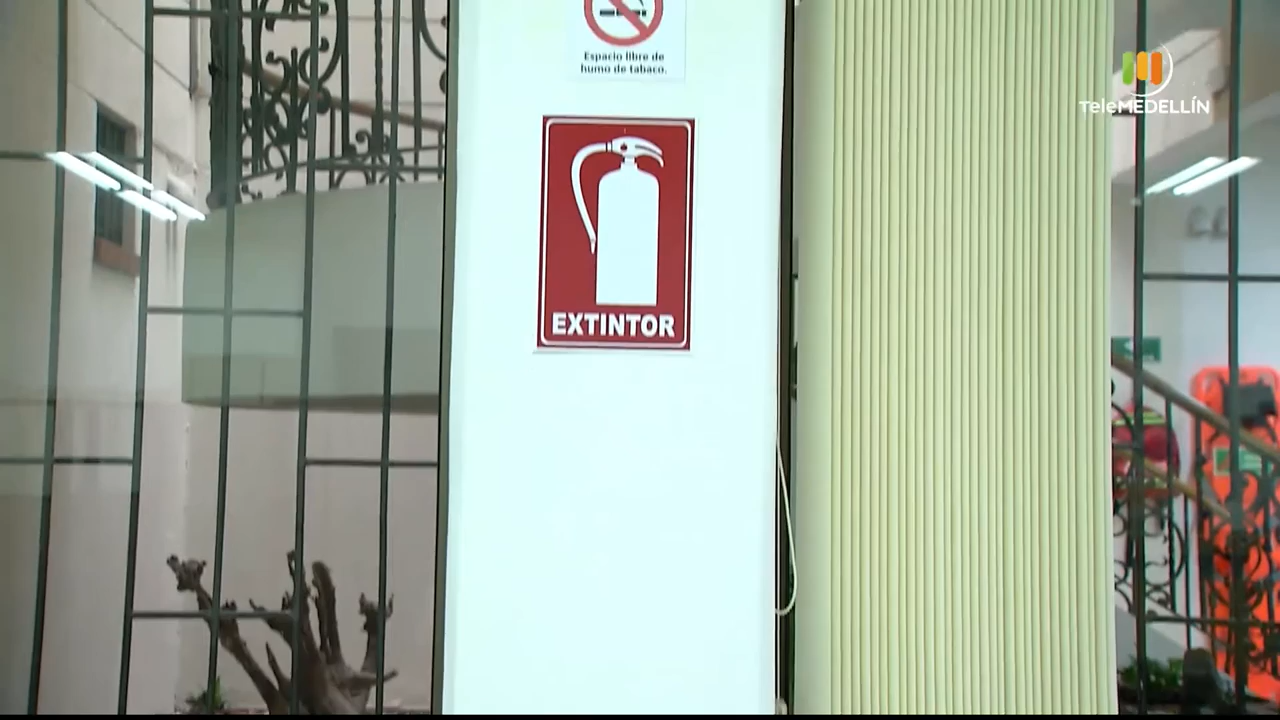 Espacio libre de
humo de tabaco.
TeleMEDELLÍN
EXTINTOR